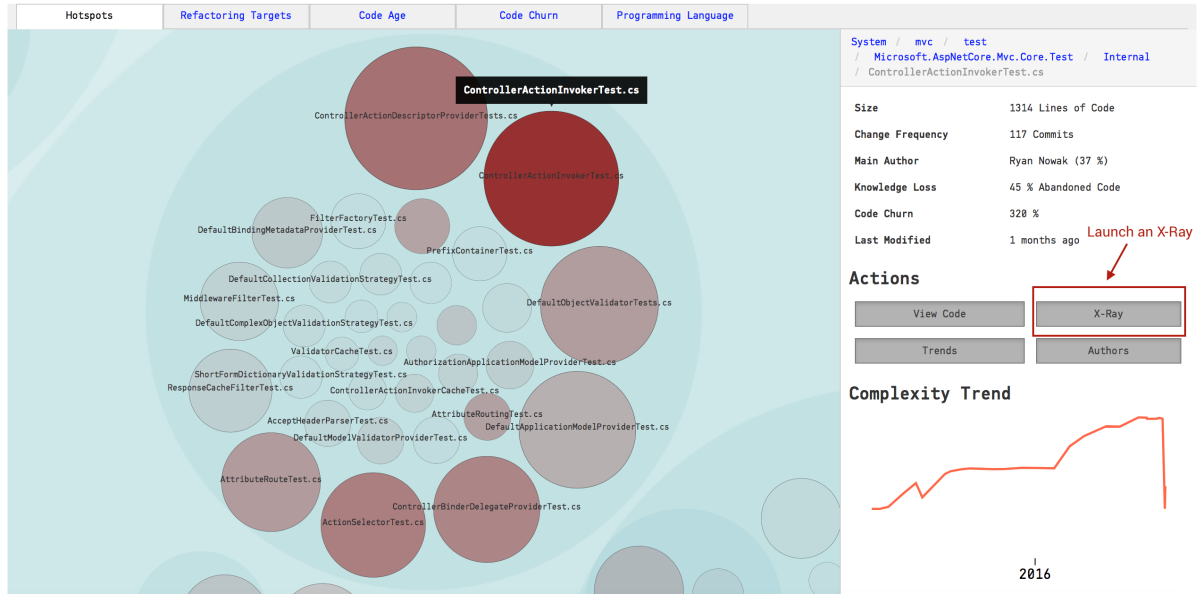 Hotspots
Refactoring Targets
Code Age
Code Churn
Programming Language
System / mvc / test
/ Microsoft.AspNetCore.Mvc.Core.Test / Internal
/ ControllerActionInvokerTest.cs
ControllerActionInvokerTest.cs
ControllerActionDescriptorProviderTests.cs
ControllerActionInvokerTest.cs
FilterFactoryTest.cs
DefaultBindingMetadataProviderTest.cs
PrefixContainerTest.cs
DefaultCollectionValidationStrategyTest.cs
MiddlewareFilterTest.cs
DefaultObjectValidatorTests.cs
DefaultComplexObjectValidationStrategyTest.cs
ValidatorCacheTest.cs
AuthorizationApplicationModelProviderTest.cs
ShortFormDictionaryValidationStrategyTest.cs
ResponseCacheFilterTest.cs
ControllerActionInvokerCacheTest.cs
AttributeRoutingTest.cs
AcceptHeaderParserTest.cs
DefaultApplicationModelProviderTest.cs
DefaultModelValidatorProviderTest.cs
AttributeRouteTest.cs
ControllerBinderDelegateProviderTest.cs
ActionSelectorTest.cs
Size 1314 Lines of Code
Change Frequency 117 Commits
Main Author Ryan Nowak (37 %)
Knowledge Loss 45 % Abandoned Code
Code Churn 320 %
Last Modified 1 months ago
Launch an X-Ray
Actions
View Code
X-Ray
Trends
Authors
Complexity Trend
2016